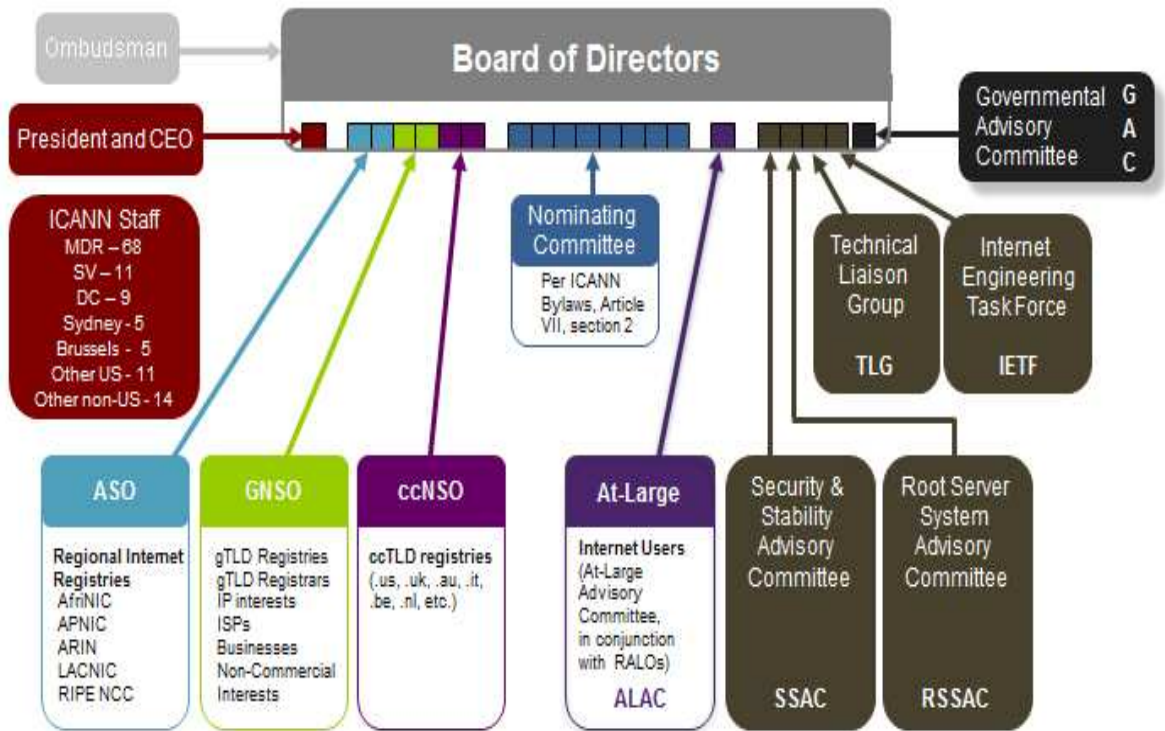 Ombudsman
Board of Directors
President and CEO
Governmental
Advisory
Committee
G
A
C
ICANN Staff
MDR – 68
SV – 11
DC – 9
Sydney - 5
Brussels - 5
Other US - 11
Other non-US - 14
Nominating
Committee
Per ICANN
Bylaws, Article
VII, section 2
Technical
Liaison
Group
TLG
Internet
Engineering
Task Force
IETF
ASO
Regional Internet
Registries
AfriNIC
APNIC
ARIN
LACNIC
RIPE NCC
GNSO
gTLD Registries
gTLD Registrars
IP interests
ISPs
Businesses
Non-Commercial
Interests
ccNSO
ccTLD registries
(.us, .uk, .au, .it,
.be, .nl, etc.)
At-Large
Internet Users
(At-Large
Advisory
Committee,
in conjunction
with RALOs)
ALAC
Security &
Stability
Advisory
Committee
SSAC
Root Server
System
Advisory
Committee
RSSAC